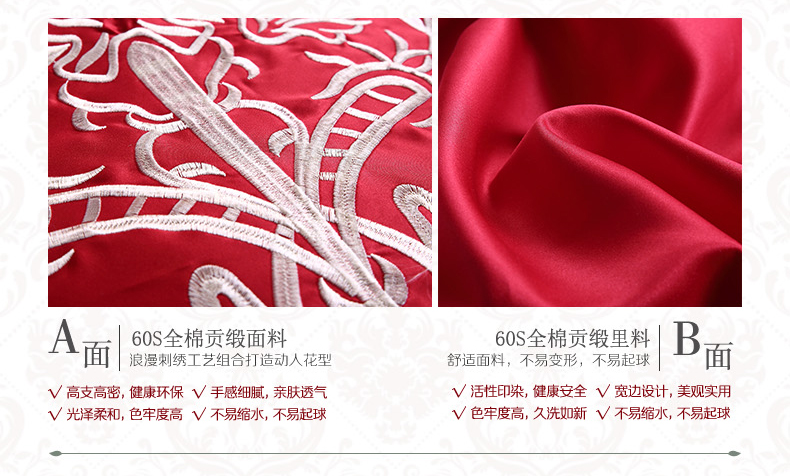 A面
60S全棉贡缎面料
浪漫刺绣工艺组合打造动人花型
√ 高支高密, 健康环保 √ 手感细腻, 亲肤透气
√ 光泽柔和, 色牢度高 √ 不易缩水, 不易起球
60S全棉贡缎里料
舒适面料，不易变形，不易起球
B面
√ 活性印染, 健康安全 √ 宽边设计, 美观实用
√ 色牢度高, 久洗如新 √ 不易缩水, 不易起球